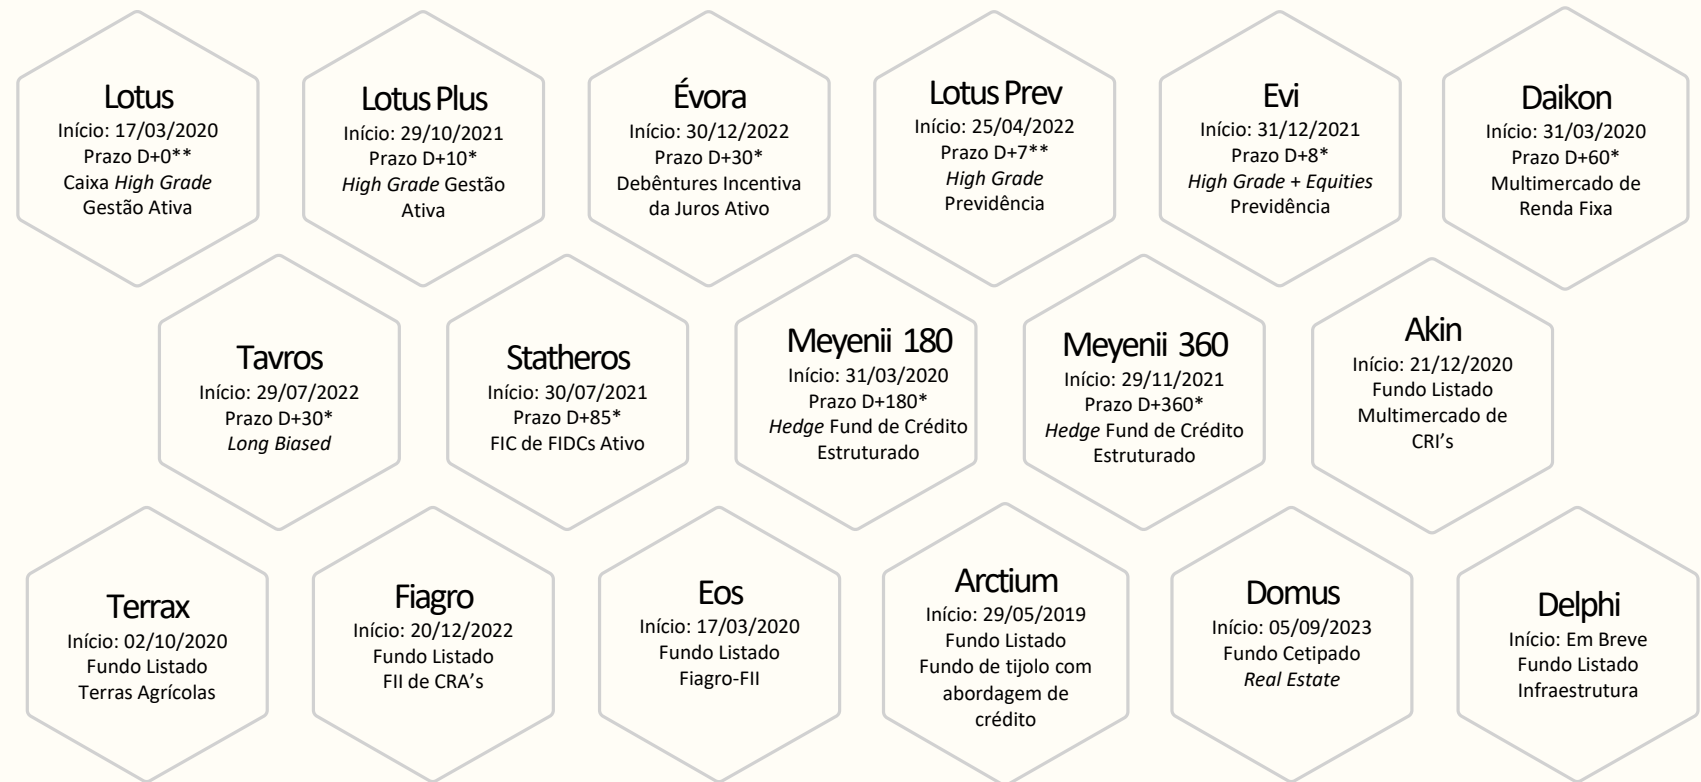 Lotus
Início: 17/03/2020
Prazo D+0**
Caixa High Grade
Gestão Ativa
Lotus Plus
Início: 29/10/2021
Prazo D+10*
High Grade Gestão
Ativa
Évora
Início: 30/12/2022
Prazo D+30*
Debêntures Incentiva
da Juros Ativo
Lotus Prev
Início: 25/04/2022
Prazo D+7**
High Grade
Previdência
Evi
Início: 31/12/2021
Prazo D+8*
High Grade + Equities
Previdência
Daikon
Início: 31/03/2020
Prazo D+60*
Multimercado de
Renda Fixa
Tavros
Início: 29/07/2022
Prazo D+30*
Long Biased
Statheros
Início: 30/07/2021
Prazo D+85*
FIC de FIDCs Ativo
Meyenii 180
Início: 31/03/2020
Prazo D+180*
Hedge Fund de Crédito
Estruturado
Meyenii 360
Início: 29/11/2021
Prazo D+360*
Hedge Fund de Crédito
Estruturado
Akin
Início: 21/12/2020
Fundo Listado
Multimercado de
CRI’s
Terrax
Início: 02/10/2020
Fundo Listado
Terras Agrícolas
Fiagro
Início: 20/12/2022
Fundo Listado
FII de CRA’s
Eos
Início: 17/03/2020
Fundo Listado
Fiagro-FII
Arctium
Início: 29/05/2019
Fundo Listado
Fundo de tijolo com
abordagem de
crédito
Domus
Início: 05/09/2023
Fundo Cetipado
Real Estate
Delphi
Início: Em Breve
Fundo Listado
Infraestrutura